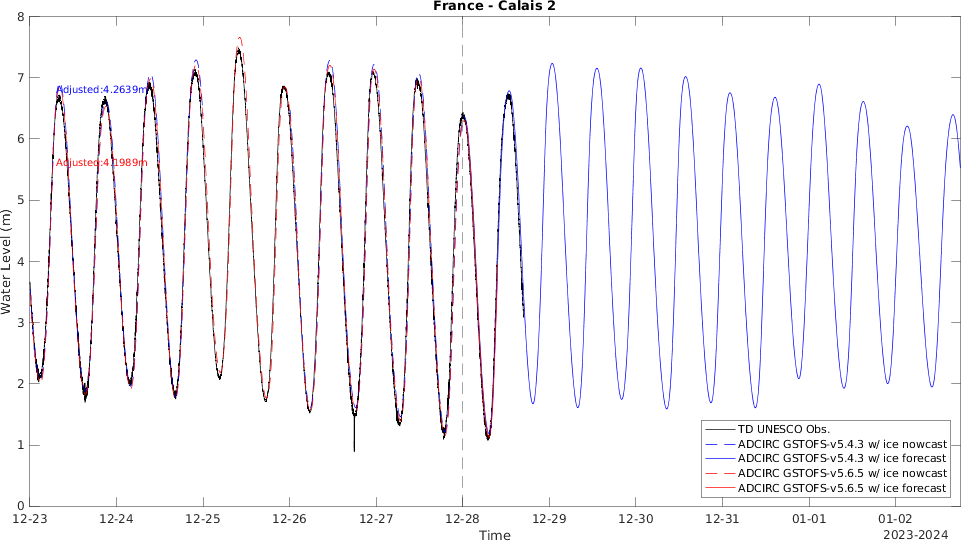 France - Calais 2
8
7
6
5
4
3
2
1
0
Water Level (m)
Adjusted:4.2639m
Adjusted:4.1989m
TD UNESCO Obs.
ADCIRC GSTOFS-v5.4.3 w/ ice nowcast
ADCIRC GSTOFS-v5.4.3 w/ ice forecast
ADCIRC GSTOFS-v5.6.5 w/ ice nowcast
ADCIRC GSTOFS-v5.6.5 w/ ice forecast
12-23 12-24 12-25 12-26 12-27 12-28 12-29 12-30 12-31 01-01 01-02
Time
2023-2024